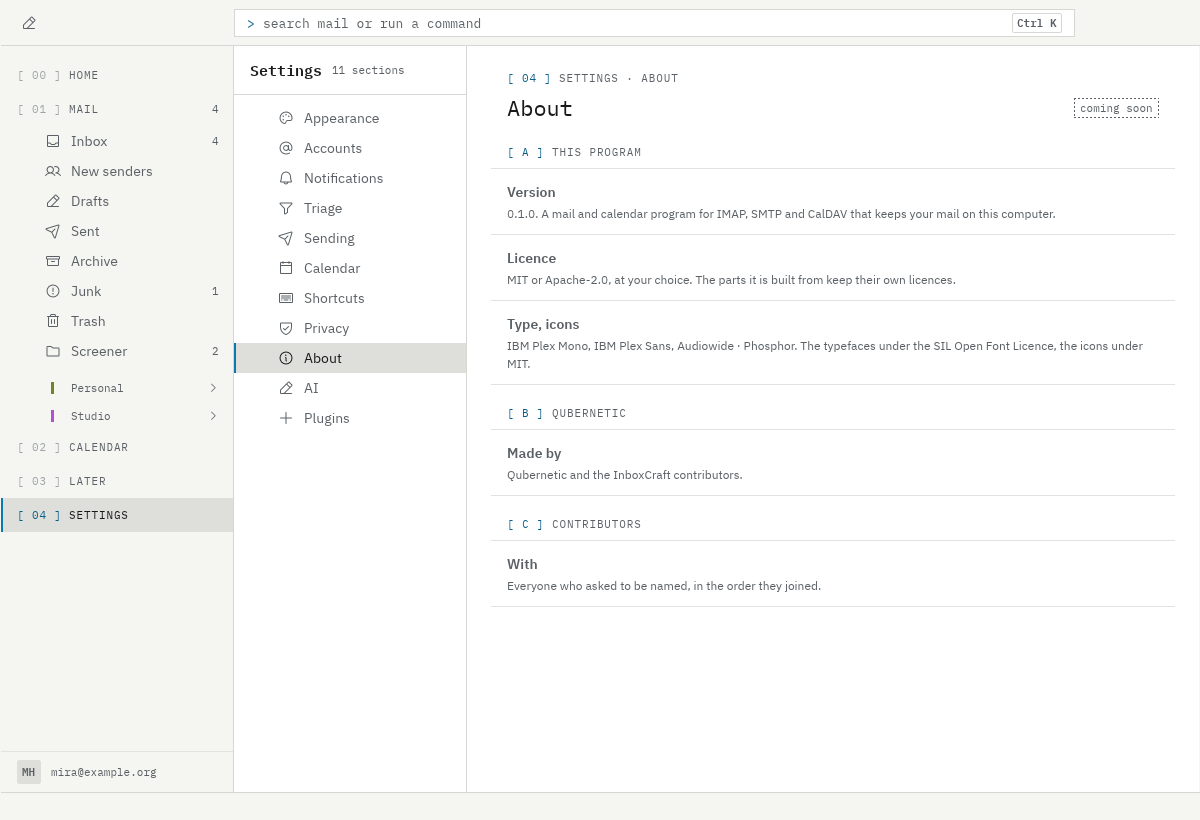 > search mail or run a command Ctrl K
[ 00 ] HOME
[ 01 ] MAIL 4
Inbox 4
New senders
Drafts
Sent
Archive
Junk 1
Trash
Screener 2
Personal
Studio
[ 02 ] CALENDAR
[ 03 ] LATER
[ 04 ] SETTINGS
MH mira@example.org
Settings 11 sections
Appearance
Accounts
Notifications
Triage
Sending
Calendar
Shortcuts
Privacy
About
AI
Plugins
[ 04 ] SETTINGS · ABOUT
About coming soon
[ A ] THIS PROGRAM
Version
0.1.0. A mail and calendar program for IMAP, SMTP and CalDAV that keeps your mail on this computer.
Licence
MIT or Apache-2.0, at your choice. The parts it is built from keep their own licences.
Type, icons
IBM Plex Mono, IBM Plex Sans, Audiowide · Phosphor. The typefaces under the SIL Open Font Licence, the icons under
MIT.
[ B ] QUBERNETIC
Made by
Qubernetic and the InboxCraft contributors.
[ C ] CONTRIBUTORS
With
Everyone who asked to be named, in the order they joined.